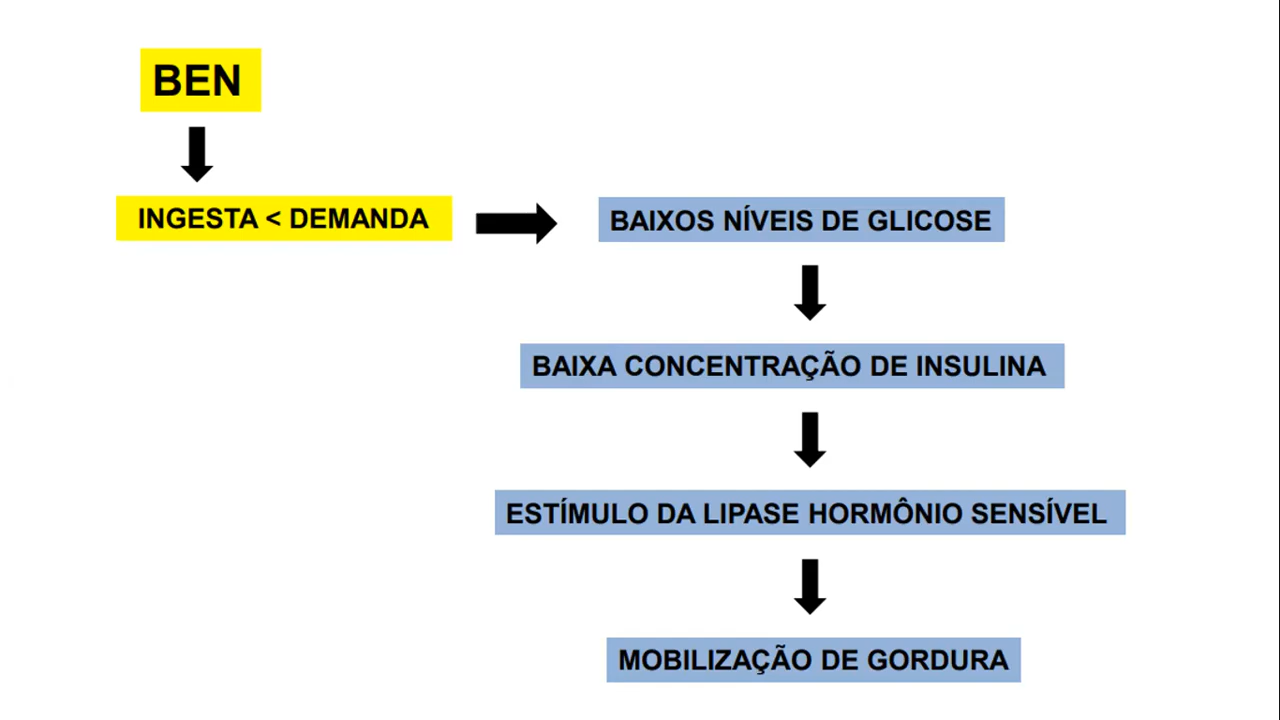 BEN
INGESTA < DEMANDA
BAIXOS NÍVEIS DE GLICOSE
BAIXA CONCENTRAÇÃO DE INSULINA
ESTÍMULO DA LIPASE HORMÔNIO SENSÍVEL
MOBILIZAÇÃO DE GORDURA